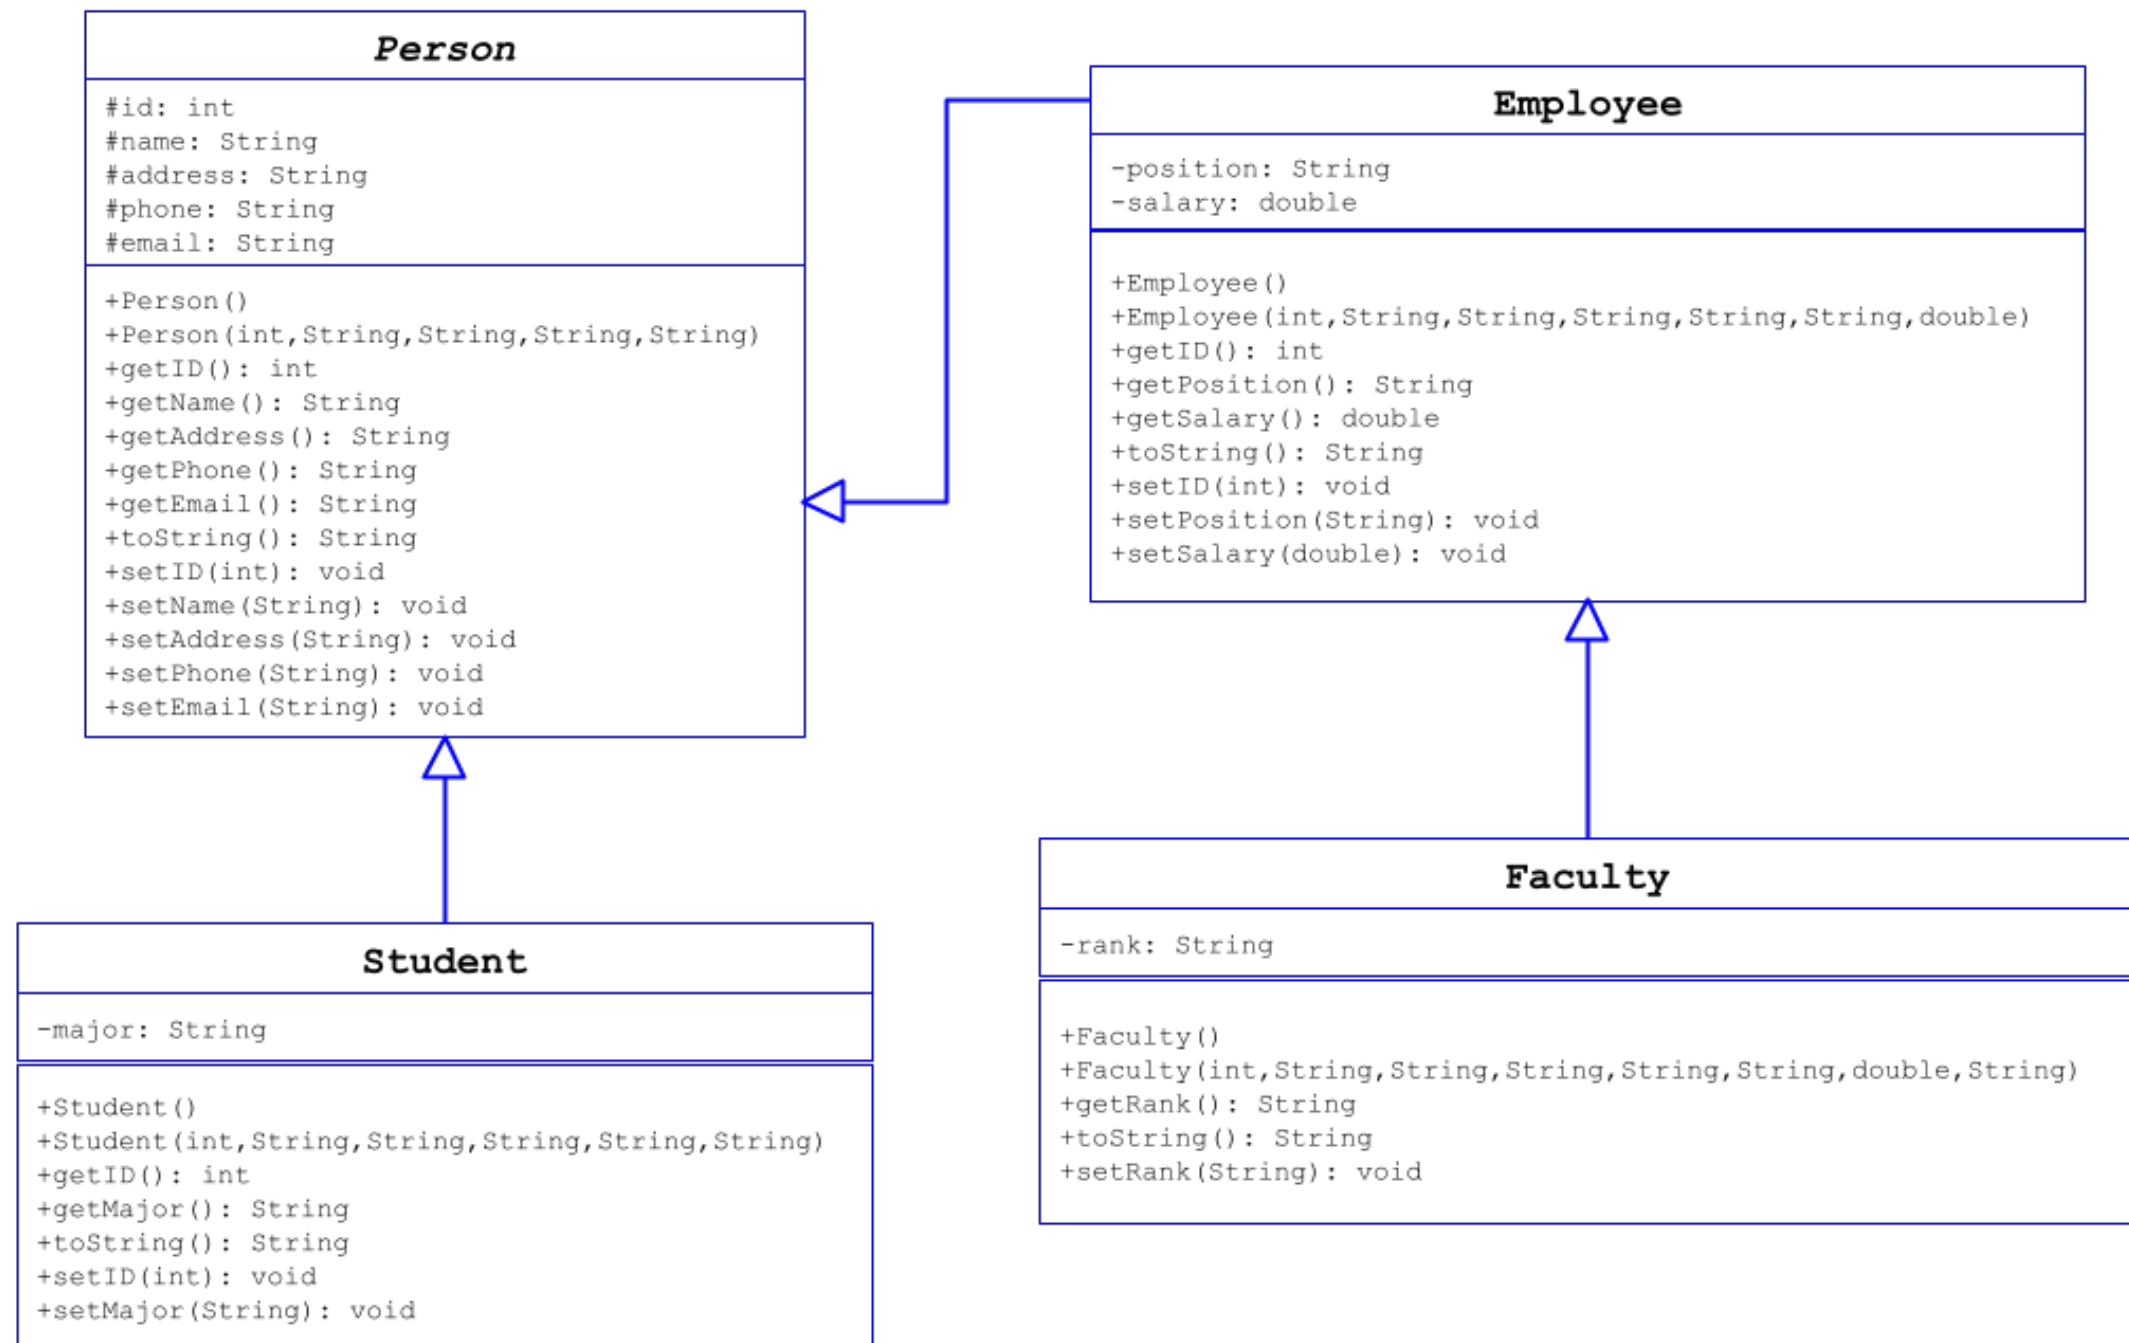 Person
#id: int
#name: String
#address: String
#phone: String
#email: String
+Person()
+Person(int,String,String,String,String)
+getID(): int
+getName(): String
+getAddress(): String
+getPhone(): String
+getEmail(): String
+toString(): String
+setID(int): void
+setName(String): void
+setAddress(String): void
+setPhone(String): void
+setEmail(String): void
Employee
-position: String
-salary: double
+Employee()
+Employee(int,String,String,String,String,String,double)
+getID(): int
+getPosition(): String
+getSalary(): double
+toString(): String
+setID(int): void
+setPosition(String): void
+setSalary(double): void
Student
-major: String
+Student()
+Student(int,String,String,String,String,String)
+getID(): int
+getMajor(): String
+toString(): String
+setID(int): void
+setMajor(String): void
Faculty
-rank: String
+Faculty()
+Faculty(int,String,String,String,String,String,double,String)
+getRank(): String
+toString(): String
+setRank(String): void